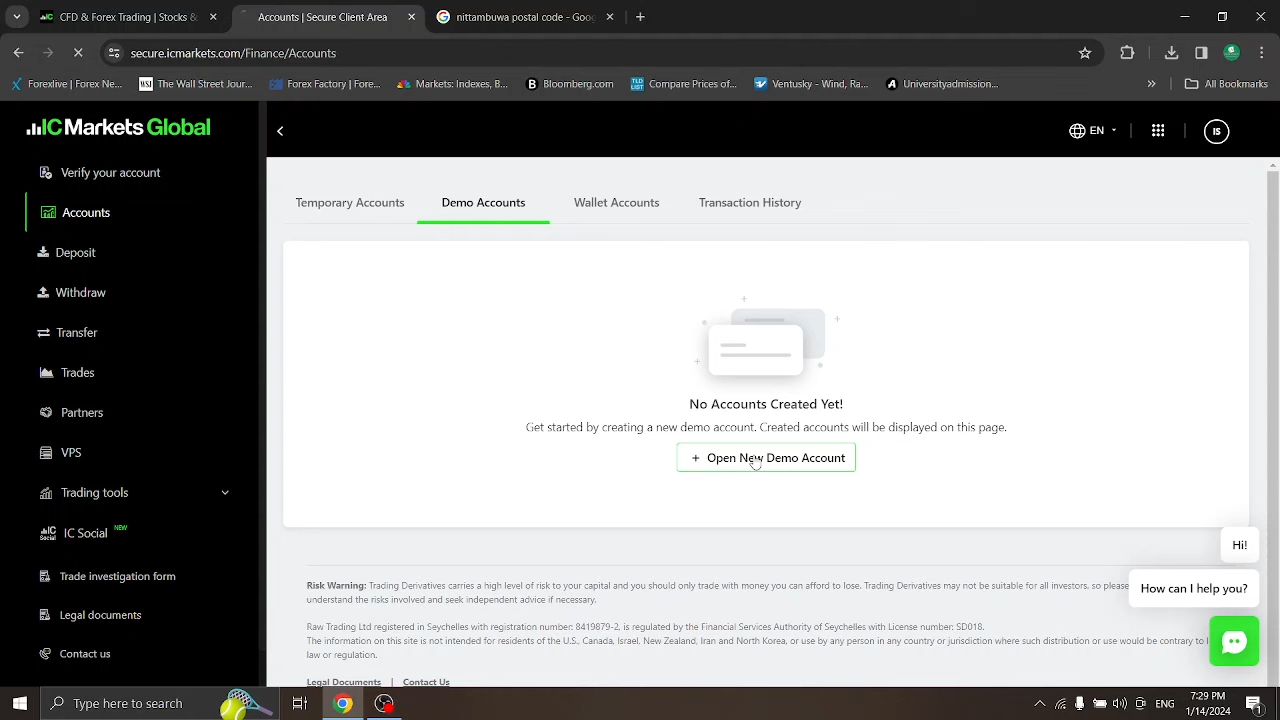 CFD & Forex Trading | Stocks &
Accounts | Secure Client Area
nittambuwa postal code - Goo
secure.icmarkets.com/Finance/Accounts
Forexlive | Forex Ne...
The Wall Street Jour...
Forex Factory | Fore...
Markets: Indexes, B...
Bloomberg.com
Compare Prices of...
Ventusky - Wind, Ra...
Universityadmission...
All Bookmarks
IC Markets Global
EN
IS
Verify your account
Accounts
Deposit
Withdraw
Transfer
Trades
Partners
VPS
Trading tools
IC Social NEW
Trade investigation form
Legal documents
Contact us
Temporary Accounts
Demo Accounts
Wallet Accounts
Transaction History
No Accounts Created Yet!
Get started by creating a new demo account. Created accounts will be displayed on this page.
+ Open New Demo Account
Hi!
How can I help you?
Risk Warning: Trading Derivatives carries a high level of risk to your capital and you should only trade with money you can afford to lose. Trading Derivatives may not be suitable for all investors, so please
understand the risks involved and seek independent advice if necessary.
Raw Trading Ltd registered in Seychelles with registration number: 8419879-2, is regulated by the Financial Services Authority of Seychelles with License number: SD018.
The information on this site is not intended for residents of the U.S., Canada, Israel, New Zealand, Iran and North Korea, or use by any person in any country or jurisdiction where such distribution or use would be contrary to
law or regulation.
Legal Documents | Contact Us
Type here to search
ENG
7:29 PM
1/14/2024